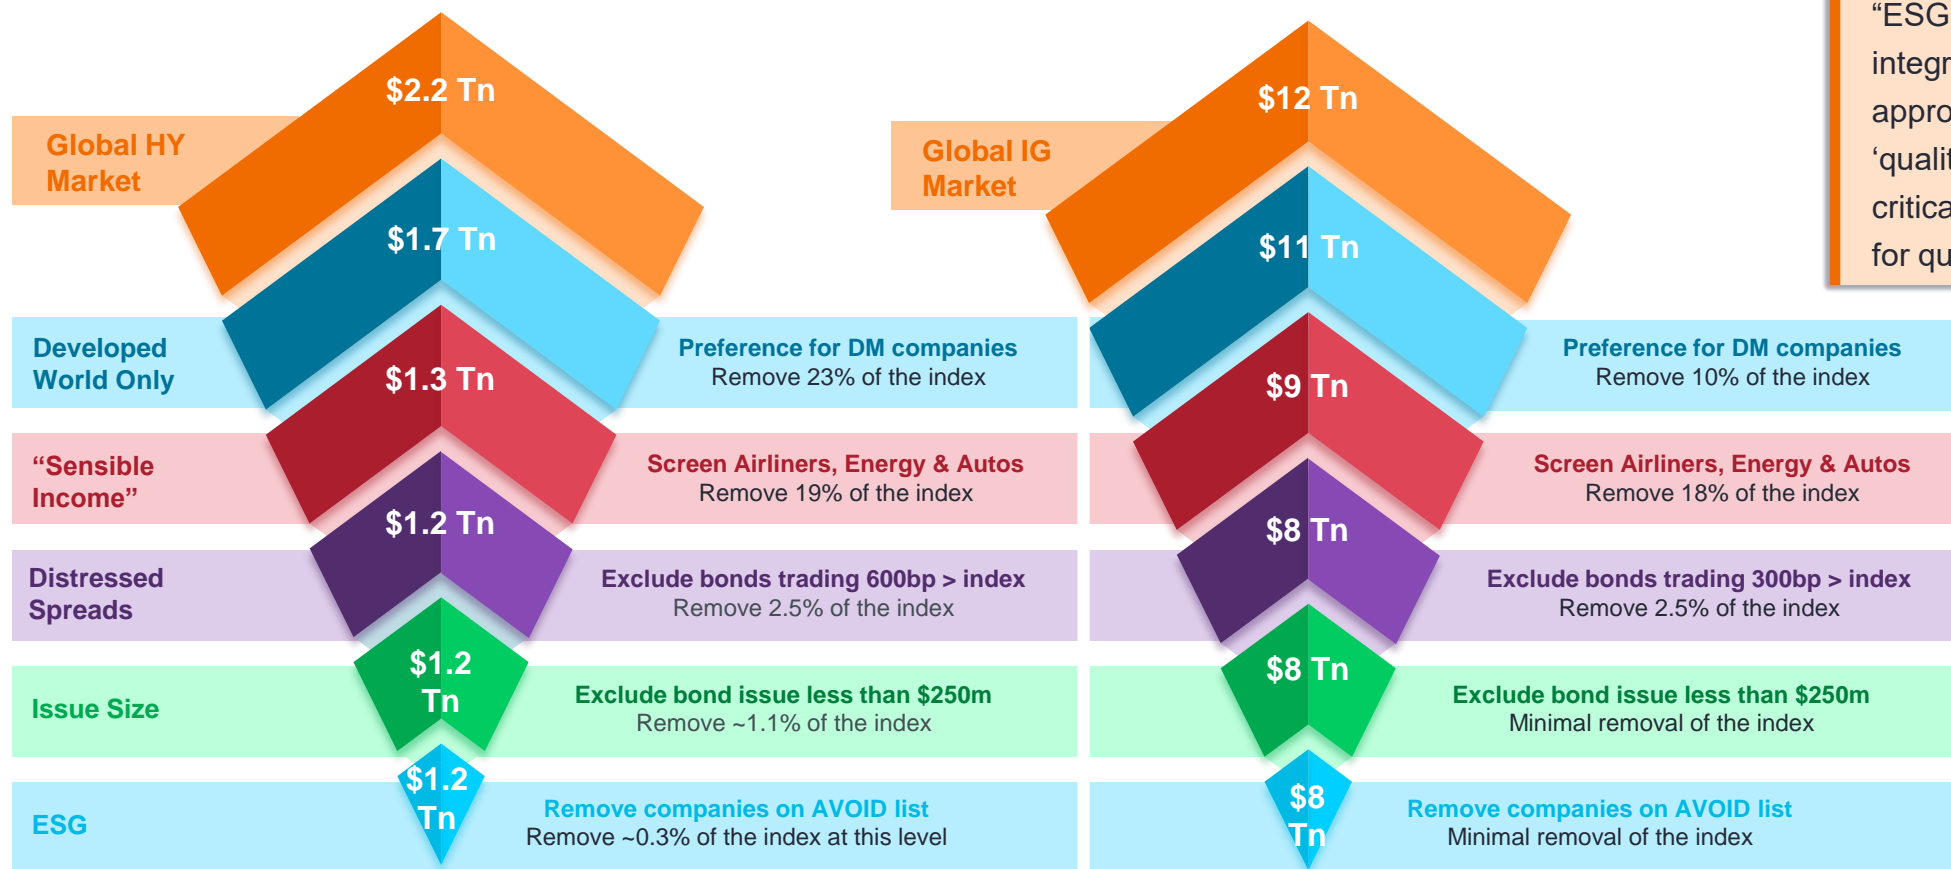 $2.2 Tn
Global HY
Market
$1.7 Tn
Developed
World Only
Preference for DM companies
Remove 23% of the index
$1.3 Tn
“Sensible
Income”
Screen Airliners, Energy & Autos
Remove 19% of the index
$1.2 Tn
Distressed
Spreads
Exclude bonds trading 600bp > index
Remove 2.5% of the index
$1.2
Tn
Issue Size
Exclude bond issue less than $250m
Remove ~1.1% of the index
$1.2
Tn
ESG
Remove companies on AVOID list
Remove ~0.3% of the index at this level
$12 Tn
Global IG
Market
$11 Tn
Preference for DM companies
Remove 10% of the index
$9 Tn
Screen Airliners, Energy & Autos
Remove 18% of the index
$8 Tn
Exclude bonds trading 300bp > index
Remove 2.5% of the index
$8 Tn
Exclude bond issue less than $250m
Minimal removal of the index
$8
Tn
Remove companies on AVOID list
Minimal removal of the index
“ESG
for